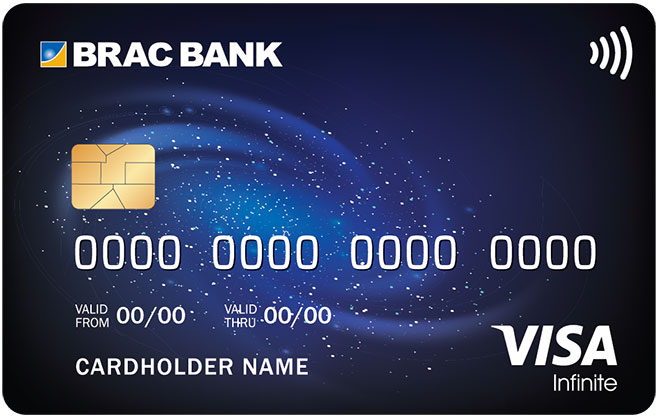 BRAC BANK
0000 0000 0000 0000
VALID FROM 00/00 VALID THRU 00/00
CARDHOLDER NAME
VISA
Infinite